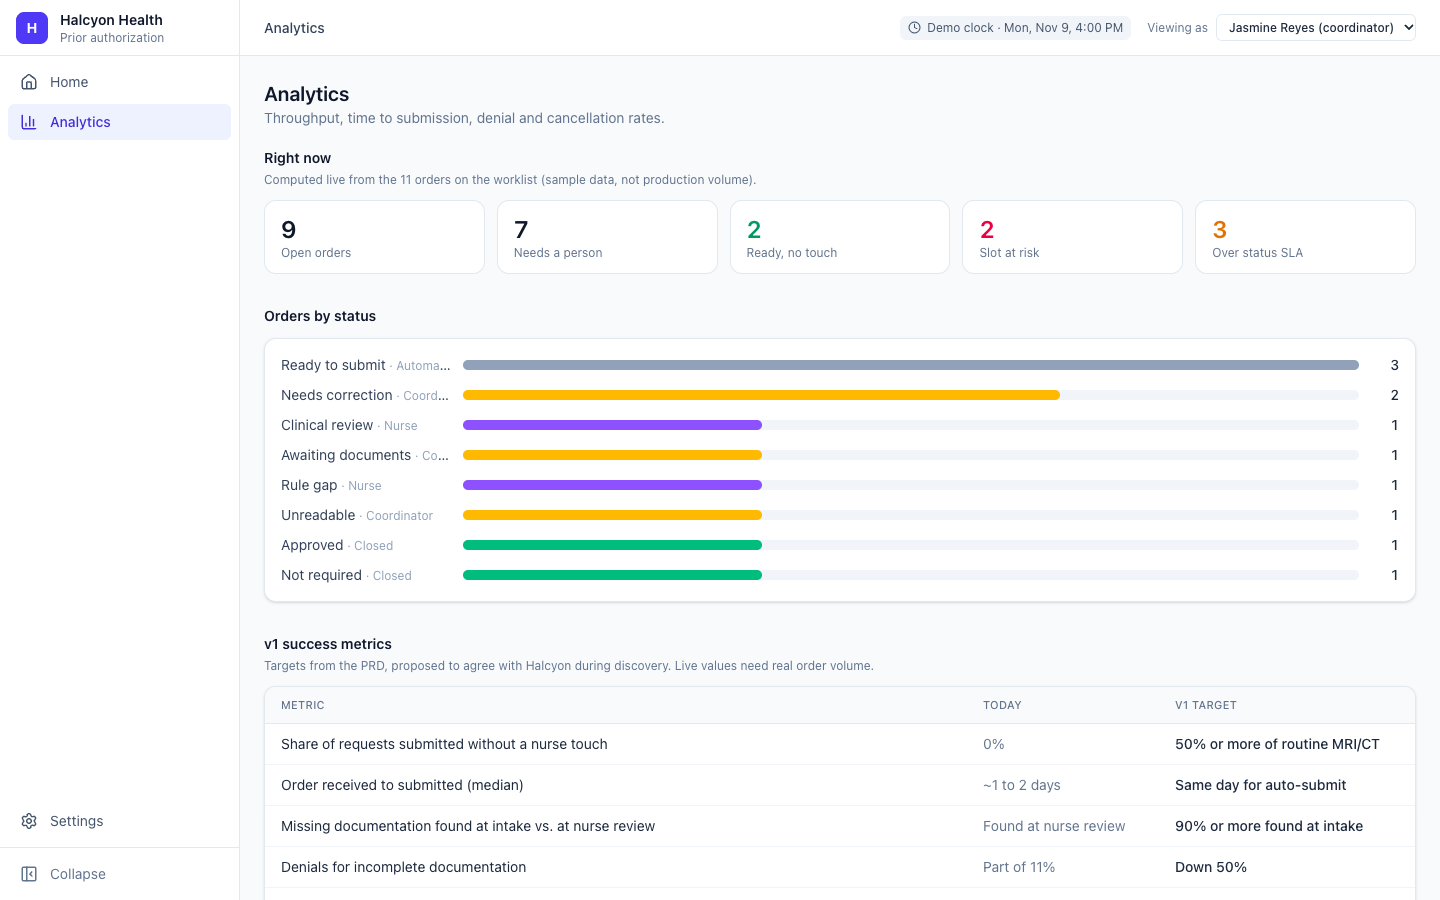 H
Halcyon Health
Prior authorization
Home
Analytics
Settings
Collapse
Analytics
Demo clock · Mon, Nov 9, 4:00 PM
Viewing as
Jasmine Reyes (coordinator)
Analytics
Throughput, time to submission, denial and cancellation rates.
Right now
Computed live from the 11 orders on the worklist (sample data, not production volume).
9
Open orders
7
Needs a person
2
Ready, no touch
2
Slot at risk
3
Over status SLA
Orders by status
Ready to submit · Automa... 3
Needs correction · Coord... 2
Clinical review · Nurse 1
Awaiting documents · Co... 1
Rule gap · Nurse 1
Unreadable · Coordinator 1
Approved · Closed 1
Not required · Closed 1
v1 success metrics
Targets from the PRD, proposed to agree with Halcyon during discovery. Live values need real order volume.
METRIC TODAY V1 TARGET
Share of requests submitted without a nurse touch 0% 50% or more of routine MRI/CT
Order received to submitted (median) ~1 to 2 days Same day for auto-submit
Missing documentation found at intake vs. at nurse review Found at nurse review 90% or more found at intake
Denials for incomplete documentation Part of 11% Down 50%